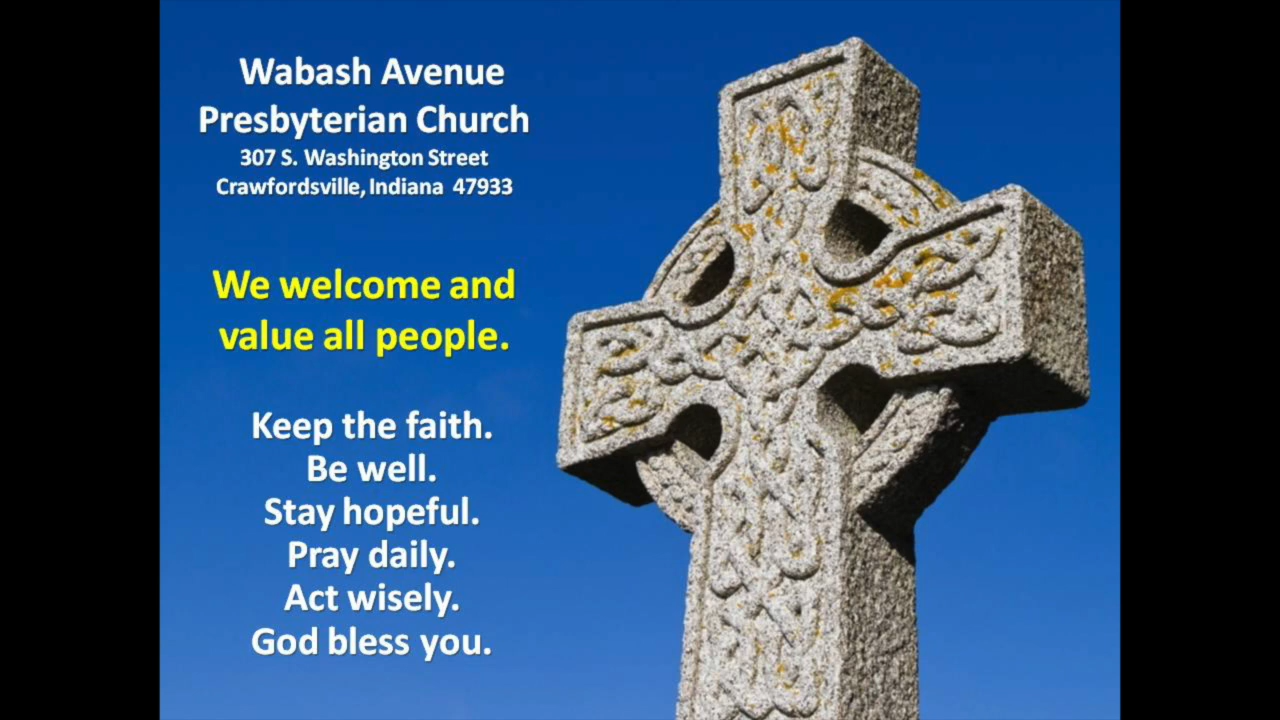 Wabash Avenue
Presbyterian Church
307 S. Washington Street
Crawfordsville, Indiana 47933
We welcome and
value all people.
Keep the faith.
Be well.
Stay hopeful.
Pray daily.
Act wisely.
God bless you.